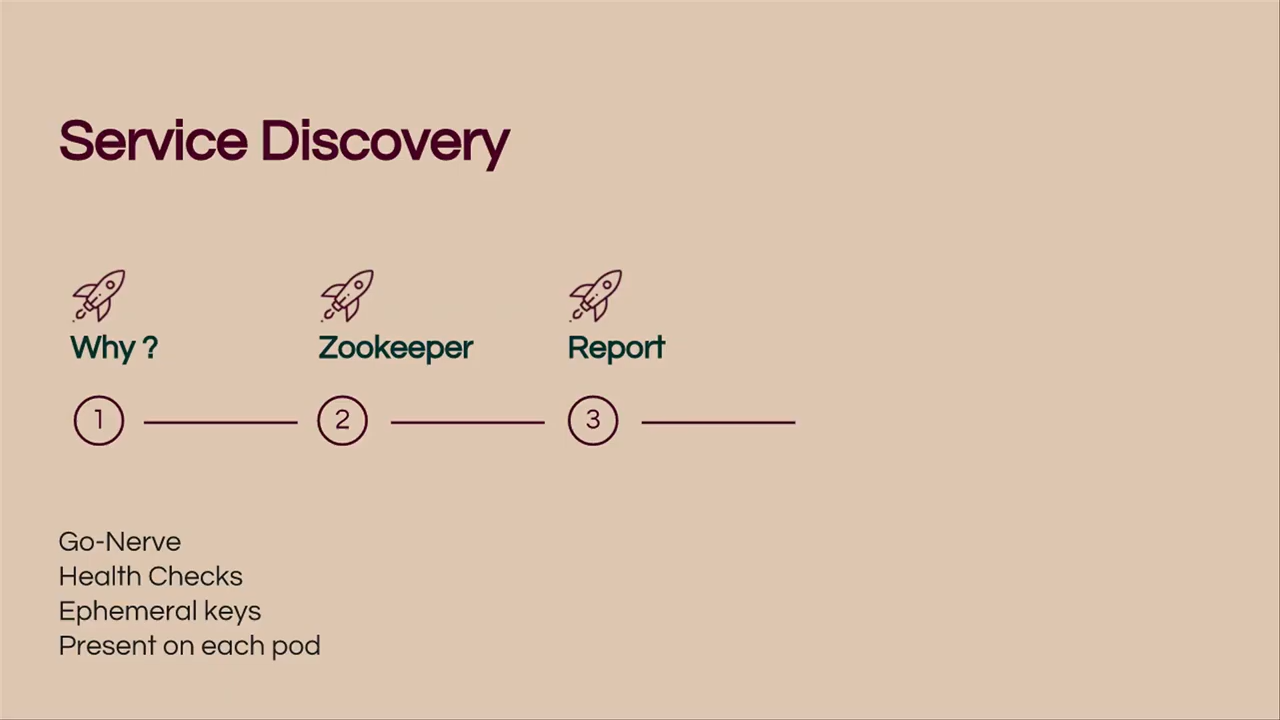 Service Discovery
Why ?
Zookeeper
Report
1
2
3
Go-Nerve
Health Checks
Ephemeral keys
Present on each pod